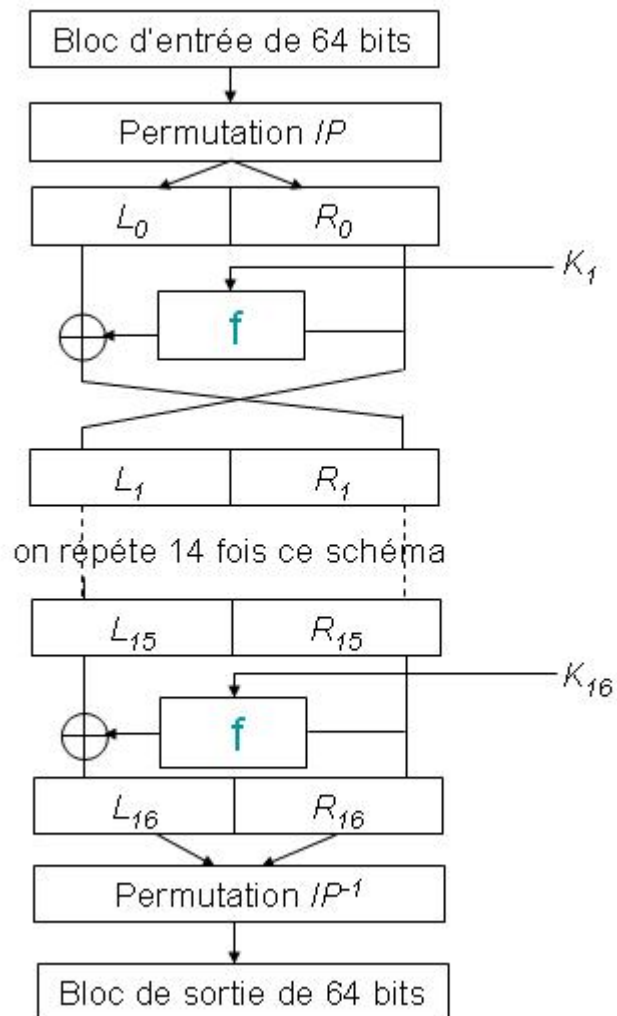 Bloc d'entrée de 64 bits
Permutation IP
L₀ R₀
K₁
f
L₁ R₁
on répéte 14 fois ce schéma
L₁₅ R₁₅
K₁₆
f
L₁₆ R₁₆
Permutation IP⁻¹
Bloc de sortie de 64 bits